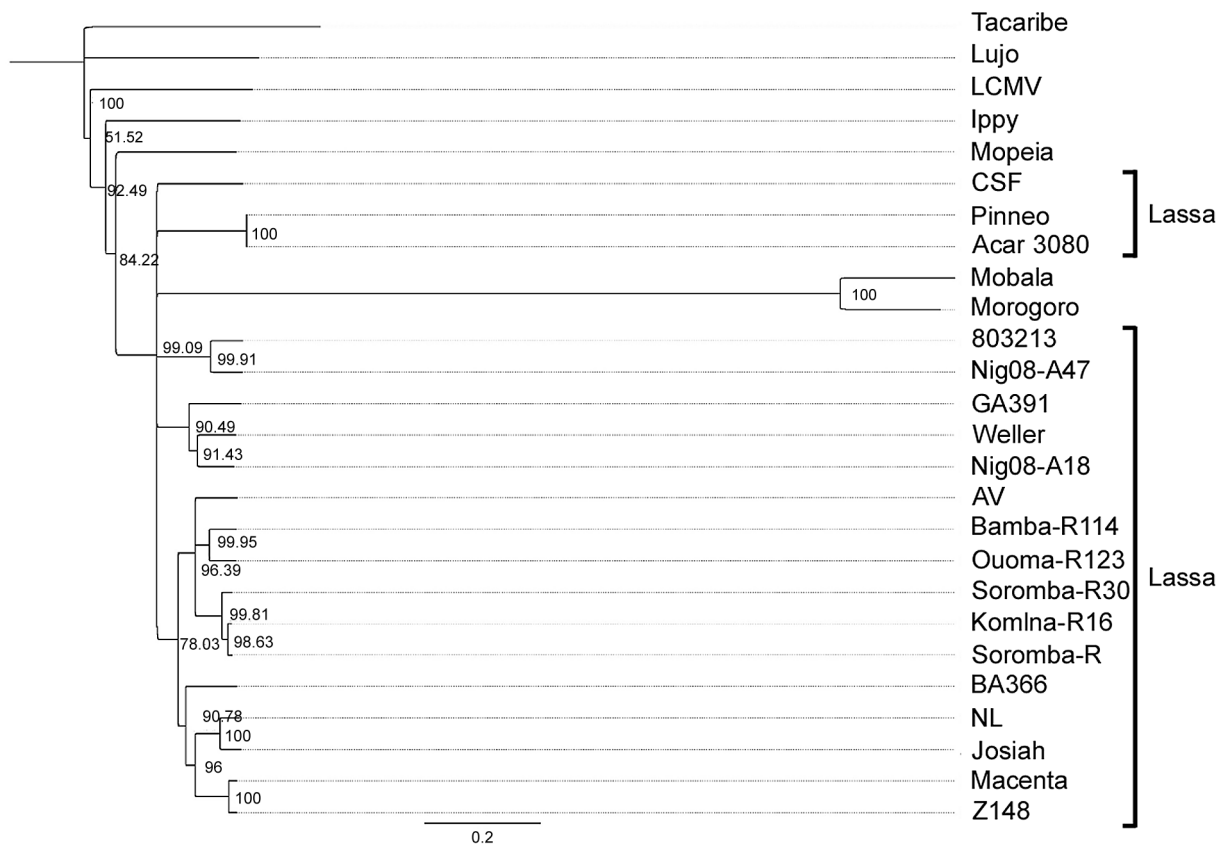 Tacaribe
Lujo
LCMV
100
Ippy
51.52
Mopeia
CSF
92.49
Pinneo
Lassa
100
Acar 3080
84.22
Mobala
100
Morogoro
803213
99.09
99.91
Nig08-A47
GA391
90.49
Weller
91.43
Nig08-A18
AV
Bamba-R114
99.95
Ouoma-R123
96.39
Lassa
Soromba-R30
99.81
Komlna-R16
98.63
78.03
Soromba-R
BA366
90.78
NL
100
Josiah
96
Macenta
100
Z148
0.2